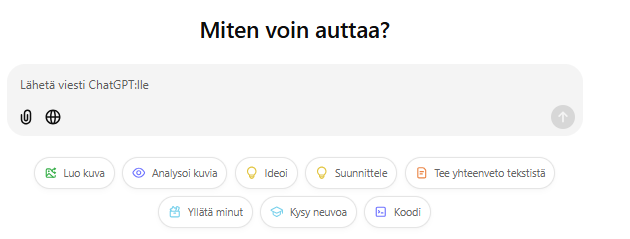 Miten voin auttaa?
Lähetä viesti ChatGPT:lle
Luo kuva
Analysoi kuvia
Ideoi
Suunnittele
Tee yhteenveto tekstistä
Yllätä minut
Kysy neuvoa
Koodi